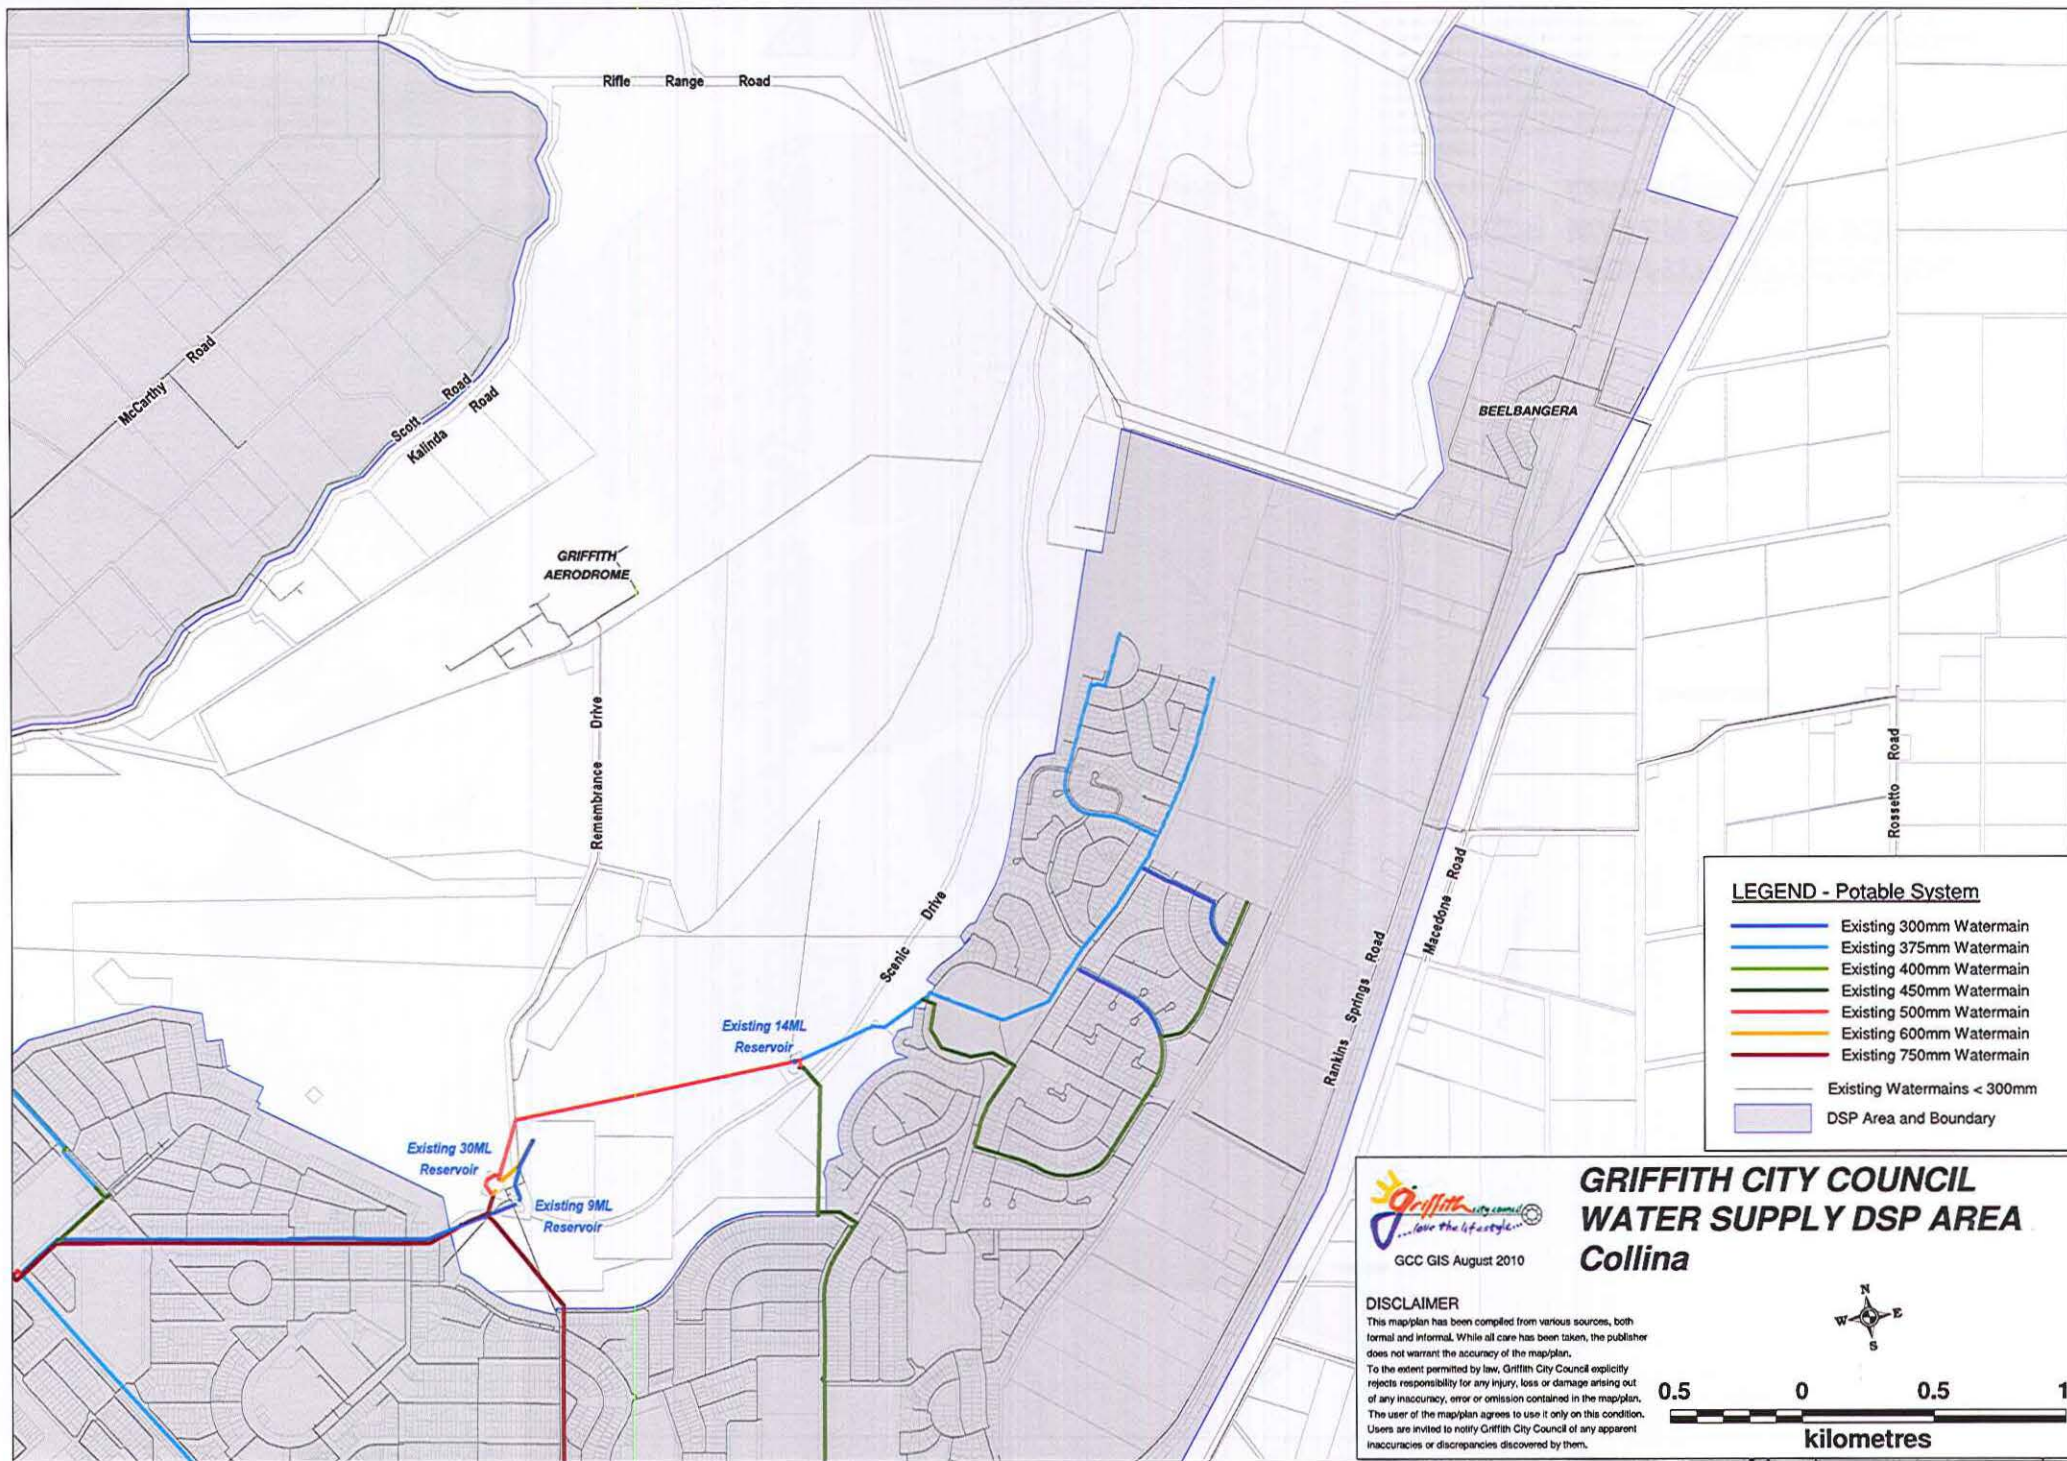 Rifle Range Road
McCarthy Road
Scott Road
Kalinda Road
BEELBANGERA
GRIFFITH
AERODROME
Remembrance Drive
Scenic Drive
Rossetto Road
Macedone Road
Rankins Springs Road
Existing 14ML
Reservoir
Existing 30ML
Reservoir
Existing 9ML
Reservoir
LEGEND - Potable System
Existing 300mm Watermain
Existing 375mm Watermain
Existing 400mm Watermain
Existing 450mm Watermain
Existing 500mm Watermain
Existing 600mm Watermain
Existing 750mm Watermain
Existing Watermains < 300mm
DSP Area and Boundary
griffith city council
...love the lifestyle...
GCC GIS August 2010
GRIFFITH CITY COUNCIL
WATER SUPPLY DSP AREA
Collina
DISCLAIMER
This map/plan has been compiled from various sources, both
formal and informal. While all care has been taken, the publisher
does not warrant the accuracy of the map/plan.
To the extent permitted by law, Griffith City Council explicitly
rejects responsibility for any injury, loss or damage arising out
of any inaccuracy, error or omission contained in the map/plan.
The user of the map/plan agrees to use it only on this condition.
Users are invited to notify Griffith City Council of any apparent
inaccuracies or discrepancies discovered by them.
N
W E
S
0.5 0 0.5 1
kilometres